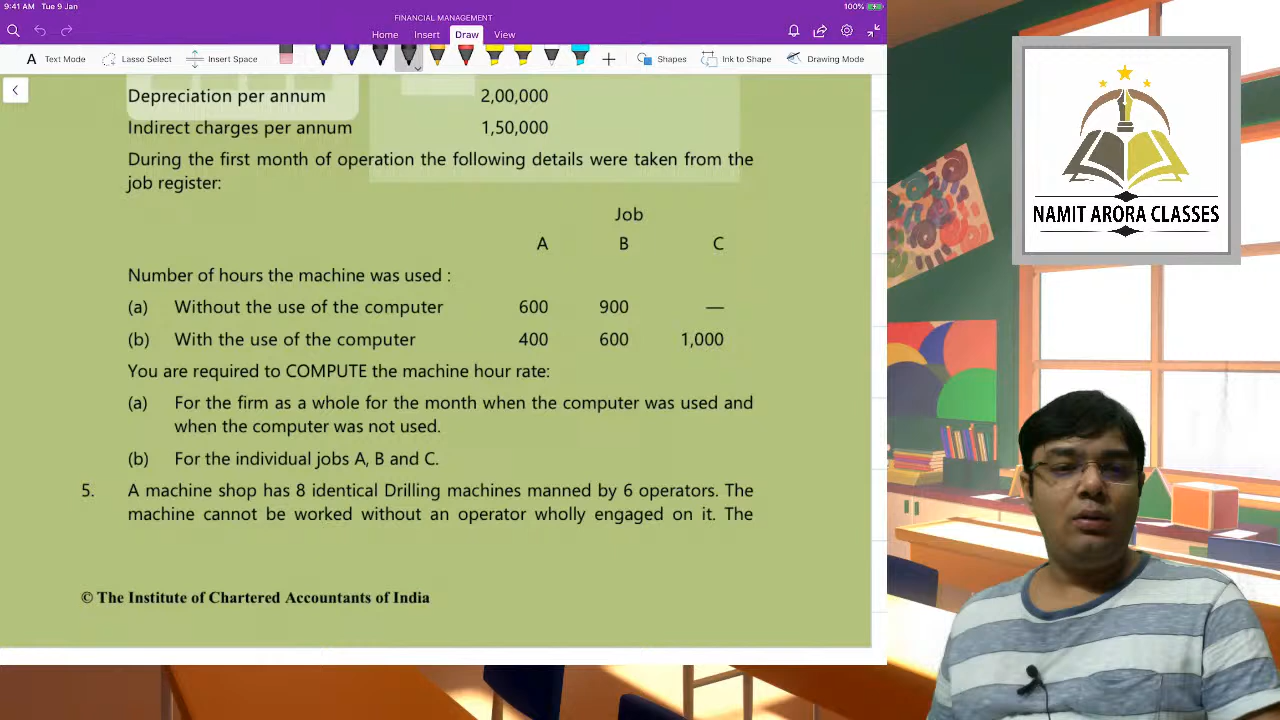 9:41 AM Tue 9 Jan
100%
FINANCIAL MANAGEMENT
Home Insert Draw View
A Text Mode Lasso Select Insert Space Shapes Ink to Shape Drawing Mode
Depreciation per annum 2,00,000
Indirect charges per annum 1,50,000
During the first month of operation the following details were taken from the
job register:
Job
A B C
Number of hours the machine was used :
(a) Without the use of the computer 600 900 —
(b) With the use of the computer 400 600 1,000
You are required to COMPUTE the machine hour rate:
(a) For the firm as a whole for the month when the computer was used and
when the computer was not used.
(b) For the individual jobs A, B and C.
5. A machine shop has 8 identical Drilling machines manned by 6 operators. The
machine cannot be worked without an operator wholly engaged on it. The
© The Institute of Chartered Accountants of India
NAMIT ARORA CLASSES